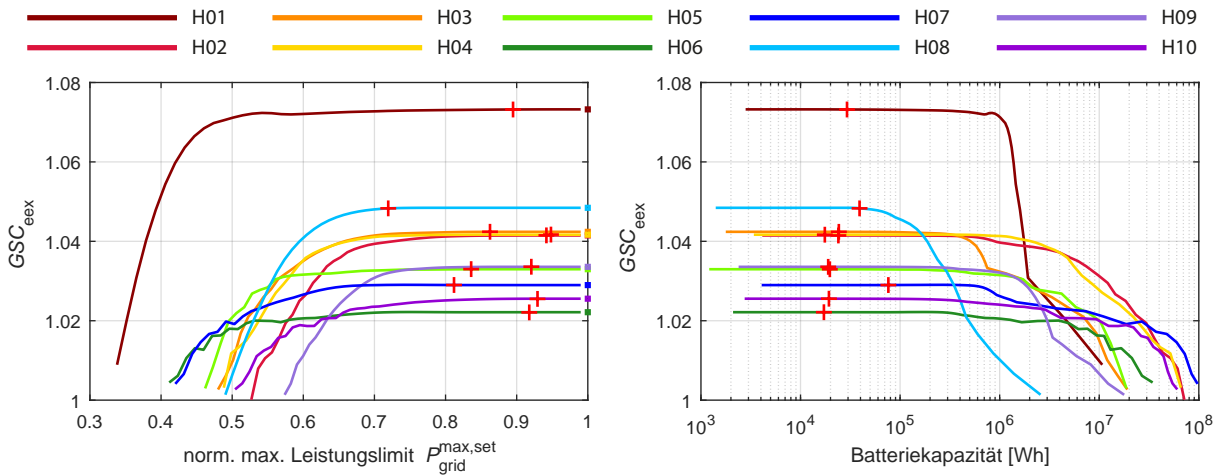 H01 H03 H05 H07 H09
H02 H04 H06 H08 H10
1.08
1.06
1.04
1.02
1
GSC_eex
0.3 0.4 0.5 0.6 0.7 0.8 0.9 1
norm. max. Leistungslimit P_grid^max,set
1.08
1.06
1.04
1.02
1
GSC_eex
10^3 10^4 10^5 10^6 10^7 10^8
Batteriekapazität [Wh]